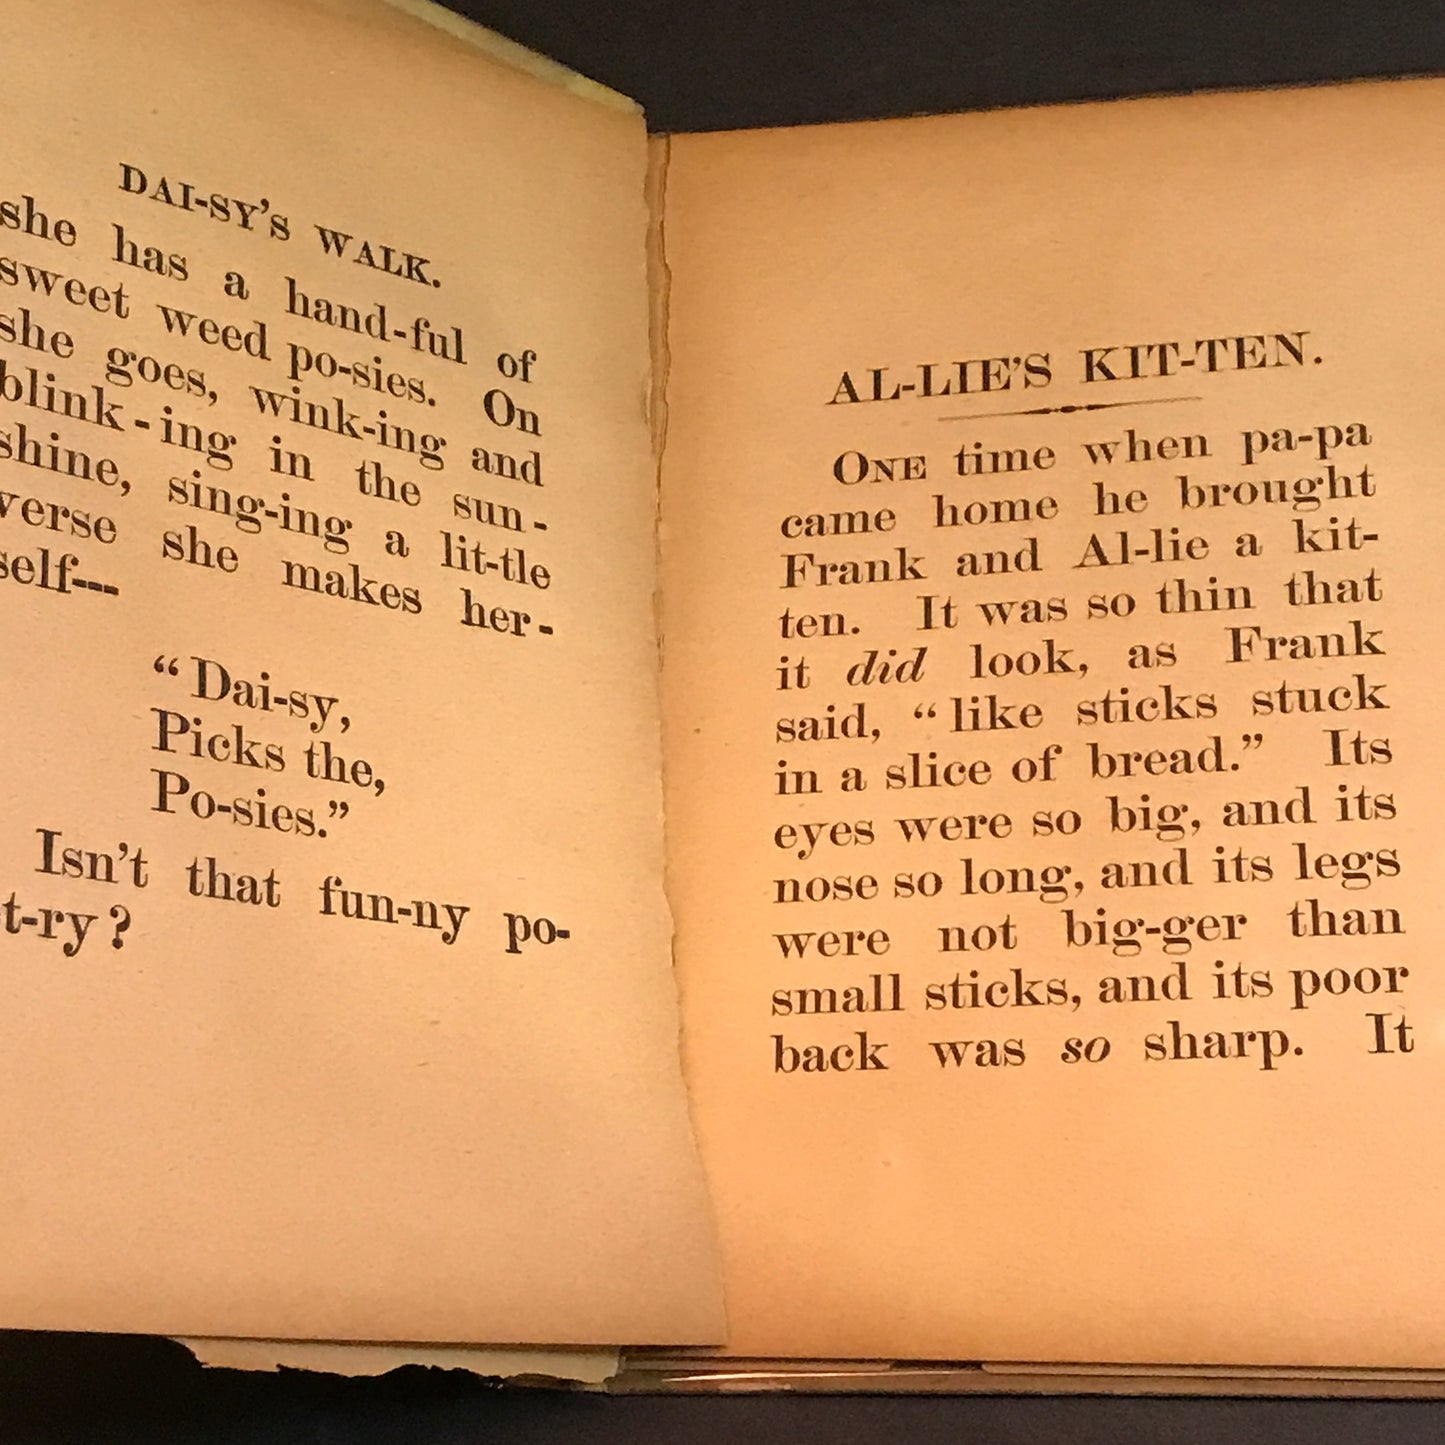 DAI-SY'S WALK.
she has a hand-ful of
sweet weed po-sies. On
she goes, wink-ing and
blink-ing in the sun-
shine, sing-ing a lit-tle
verse she makes her-
self---
“Dai-sy,
Picks the,
Po-sies.”
Isn't that fun-ny po-
t-ry?
AL-LIE'S KIT-TEN.
ONE time when pa-pa
came home he brought
Frank and Al-lie a kit-
ten. It was so thin that
it did look, as Frank
said, “like sticks stuck
in a slice of bread.” Its
eyes were so big, and its
nose so long, and its legs
were not big-ger than
small sticks, and its poor
back was so sharp. It